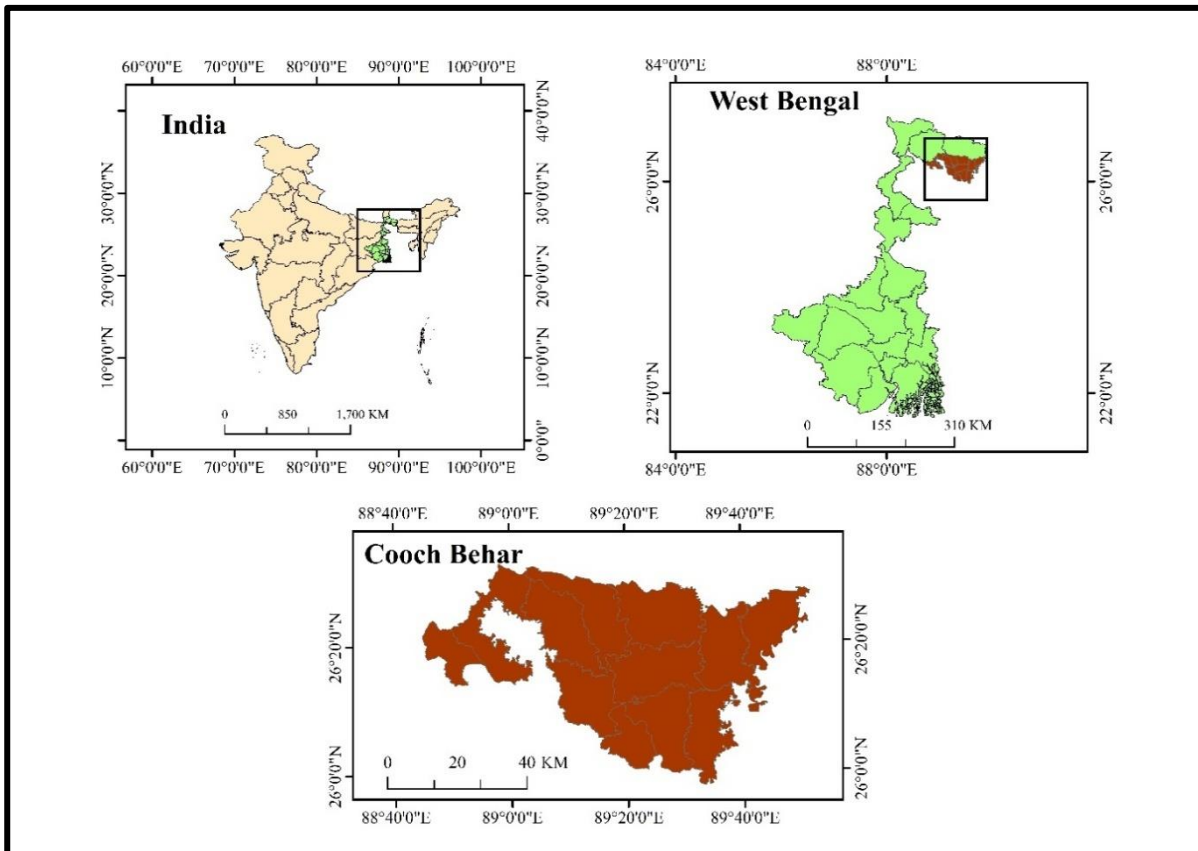 60°0'0"E 70°0'0"E 80°0'0"E 90°0'0"E 100°0'0"E
India
40°0'0"N
30°0'0"N
20°0'0"N
10°0'0"N
0°0'0"
10°0'0"N 20°0'0"N 30°0'0"N 40°0'0"N
0 850 1,700 KM
60°0'0"E 70°0'0"E 80°0'0"E 90°0'0"E 100°0'0"E
84°0'0"E 88°0'0"E
West Bengal
26°0'0"N
22°0'0"N
26°0'0"N
22°0'0"N
0 155 310 KM
84°0'0"E 88°0'0"E
88°40'0"E 89°0'0"E 89°20'0"E 89°40'0"E
Cooch Behar
26°20'0"N
26°0'0"N
26°20'0"N
26°0'0"N
0 20 40 KM
88°40'0"E 89°0'0"E 89°20'0"E 89°40'0"E